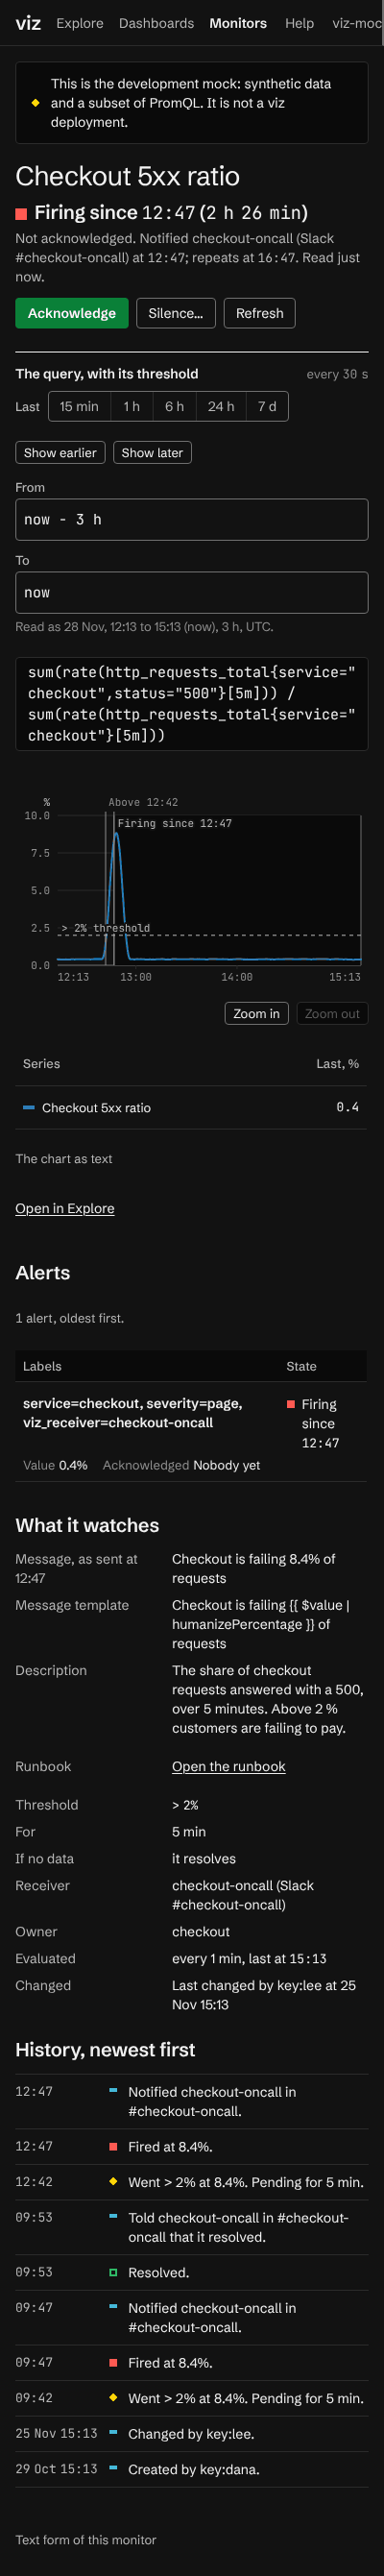 viz Explore Dashboards Monitors Help viz-moc
This is the development mock: synthetic data
and a subset of PromQL. It is not a viz
deployment.
Checkout 5xx ratio
Firing since 12:47 (2 h 26 min)
Not acknowledged. Notified checkout-oncall (Slack
#checkout-oncall) at 12:47; repeats at 16:47. Read just
now.
Acknowledge Silence… Refresh
The query, with its threshold every 30 s
Last 15 min 1 h 6 h 24 h 7 d
Show earlier Show later
From
now - 3 h
To
now
Read as 28 Nov, 12:13 to 15:13 (now), 3 h, UTC.
sum(rate(http_requests_total{service="
checkout",status="500"}[5m])) /
sum(rate(http_requests_total{service="
checkout"}[5m]))
% Above 12:42
10.0 Firing since 12:47
7.5
5.0
2.5 > 2% threshold
0.0
12:13 13:00 14:00 15:13
Zoom in Zoom out
Series Last, %
Checkout 5xx ratio 0.4
The chart as text
Open in Explore
Alerts
1 alert, oldest first.
Labels State
service=checkout, severity=page,
viz_receiver=checkout-oncall
Firing
since
12:47
Value 0.4% Acknowledged Nobody yet
What it watches
Message, as sent at
12:47
Checkout is failing 8.4% of
requests
Message template
Checkout is failing {{ $value |
humanizePercentage }} of
requests
Description
The share of checkout
requests answered with a 500,
over 5 minutes. Above 2 %
customers are failing to pay.
Runbook Open the runbook
Threshold > 2%
For 5 min
If no data it resolves
Receiver checkout-oncall (Slack
#checkout-oncall)
Owner checkout
Evaluated every 1 min, last at 15:13
Changed Last changed by key:lee at 25
Nov 15:13
History, newest first
12:47 Notified checkout-oncall in
#checkout-oncall.
12:47 Fired at 8.4%.
12:42 Went > 2% at 8.4%. Pending for 5 min.
09:53 Told checkout-oncall in #checkout-
oncall that it resolved.
09:53 Resolved.
09:47 Notified checkout-oncall in
#checkout-oncall.
09:47 Fired at 8.4%.
09:42 Went > 2% at 8.4%. Pending for 5 min.
25 Nov 15:13 Changed by key:lee.
29 Oct 15:13 Created by key:dana.
Text form of this monitor